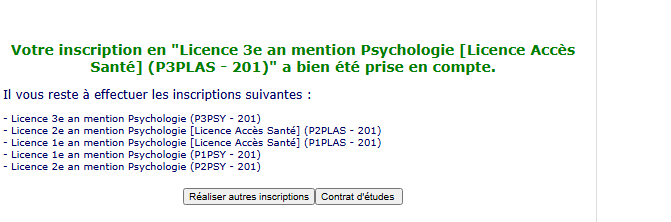 Votre inscription en "Licence 3e an mention Psychologie [Licence Accès
Santé] (P3PLAS - 201)" a bien été prise en compte.
Il vous reste à effectuer les inscriptions suivantes :
- Licence 3e an mention Psychologie (P3PSY - 201)
- Licence 2e an mention Psychologie [Licence Accès Santé] (P2PLAS - 201)
- Licence 1e an mention Psychologie [Licence Accès Santé] (P1PLAS - 201)
- Licence 1e an mention Psychologie (P1PSY - 201)
- Licence 2e an mention Psychologie (P2PSY - 201)
Réaliser autres inscriptions Contrat d'études